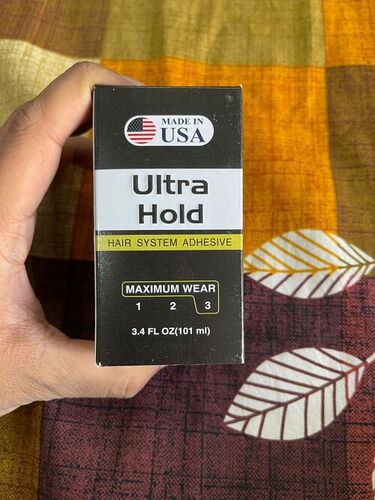 MADE IN
USA
Ultra
Hold
HAIR SYSTEM ADHESIVE
MAXIMUM WEAR
1 2 3
3.4 FL OZ(101 ml)